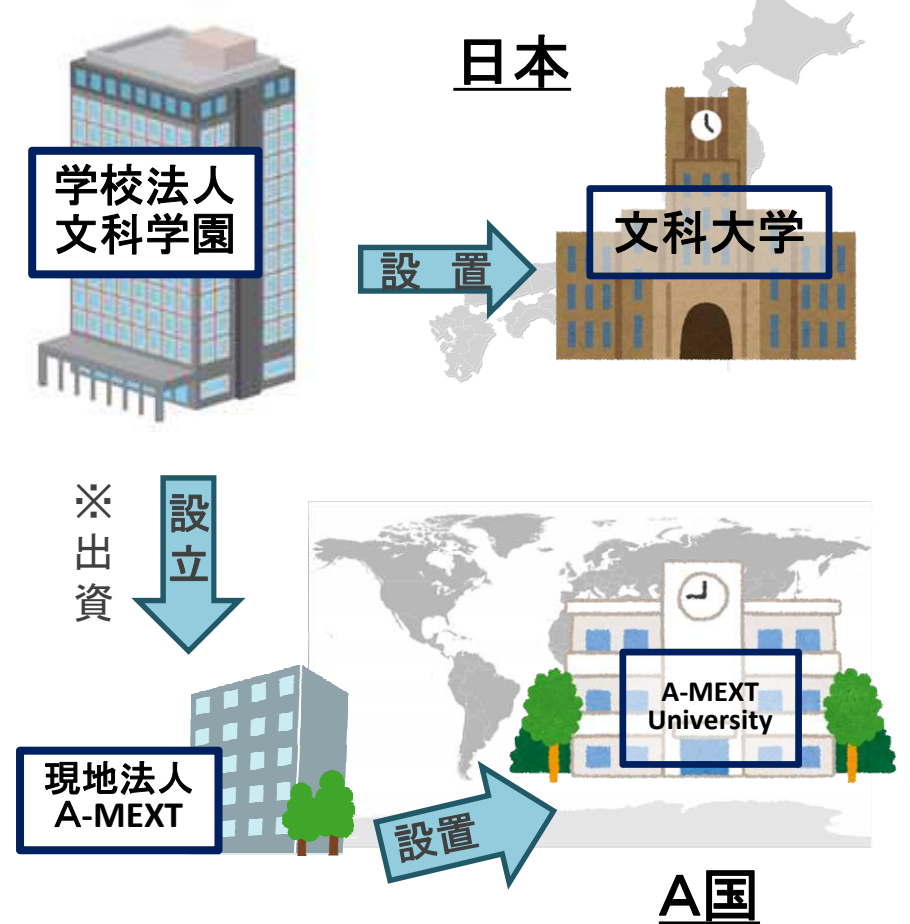 日本
学校法人
文科学園
設 置
文科大学
※出資
設立
A-MEXT
University
現地法人
A-MEXT
設置
A国